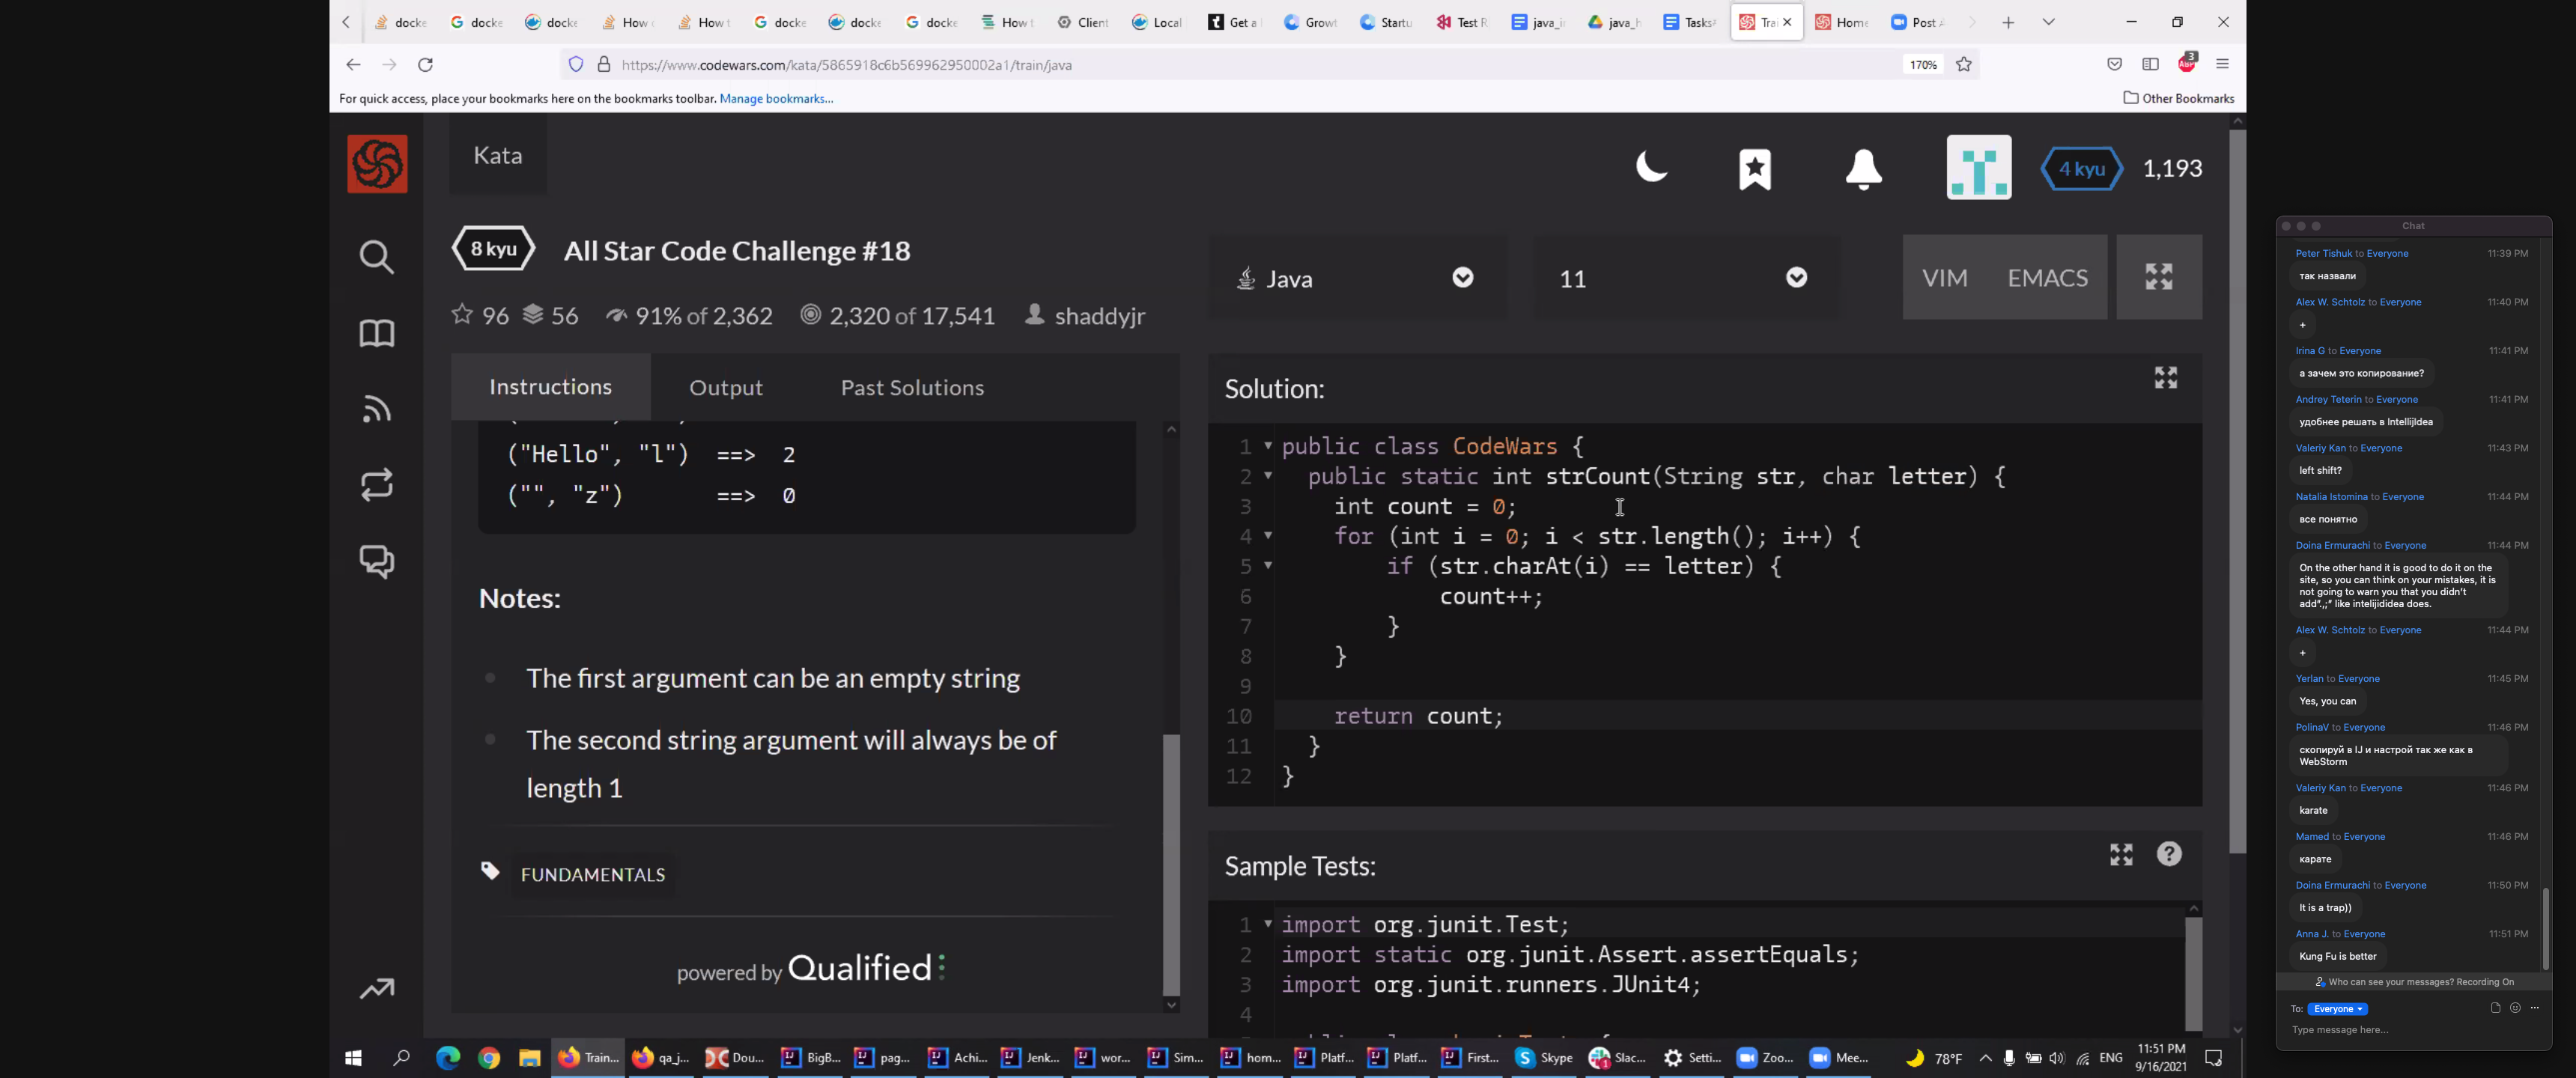 docke
docke
docke
How
How t
docke
docke
docke
How t
Client
Local
Get a
Growt
Startu
Test R
java_i
java_h
Tasks
Trai
Home
Post
https://www.codewars.com/kata/5865918c6b569962950002a1/train/java
170%
3
ABP
For quick access, place your bookmarks here on the bookmarks toolbar. Manage bookmarks...
Other Bookmarks
Kata
4 kyu
1,193
8 kyu
All Star Code Challenge #18
96
56
91% of 2,362
2,320 of 17,541
shaddyjr
Java
11
VIM
EMACS
Instructions
Output
Past Solutions
("Hello", "l") ==> 2
("", "z") ==> 0
Notes:
The first argument can be an empty string
The second string argument will always be of
length 1
FUNDAMENTALS
powered by Qualified
Solution:
1 public class CodeWars {
2 public static int strCount(String str, char letter) {
3 int count = 0;
4 for (int i = 0; i < str.length(); i++) {
5 if (str.charAt(i) == letter) {
6 count++;
7 }
8 }
9
10 return count;
11 }
12 }
Sample Tests:
1 import org.junit.Test;
2 import static org.junit.Assert.assertEquals;
3 import org.junit.runners.JUnit4;
4
Chat
Peter Tishuk to Everyone 11:39 PM
так назвали
Alex W. Schtolz to Everyone 11:40 PM
+
Irina G to Everyone 11:41 PM
а зачем это копирование?
Andrey Teterin to Everyone 11:41 PM
удобнее решать в IntellijIdea
Valeriy Kan to Everyone 11:43 PM
left shift?
Natalia Istomina to Everyone 11:44 PM
все понятно
Doina Ermurachi to Everyone 11:44 PM
On the other hand it is good to do it on the
site, so you can think on your mistakes, it is
not going to warn you that you didn't
add".,;" like intelijididea does.
Alex W. Schtolz to Everyone 11:44 PM
+
Yerlan to Everyone 11:45 PM
Yes, you can
PolinaV to Everyone 11:46 PM
скопируй в IJ и настрой так же как в
WebStorm
Valeriy Kan to Everyone 11:46 PM
karate
Mamed to Everyone 11:46 PM
карате
Doina Ermurachi to Everyone 11:50 PM
It is a trap))
Anna J. to Everyone 11:51 PM
Kung Fu is better
Who can see your messages? Recording On
To: Everyone
Type message here...
Train...
qa_j...
Dou...
BigB...
pag...
Achi...
Jenk...
wor...
Sim...
hom...
Platf...
Platf...
First...
Skype
Slac...
Setti...
Zoo...
Mee...
78°F
ENG
11:51 PM
9/16/2021